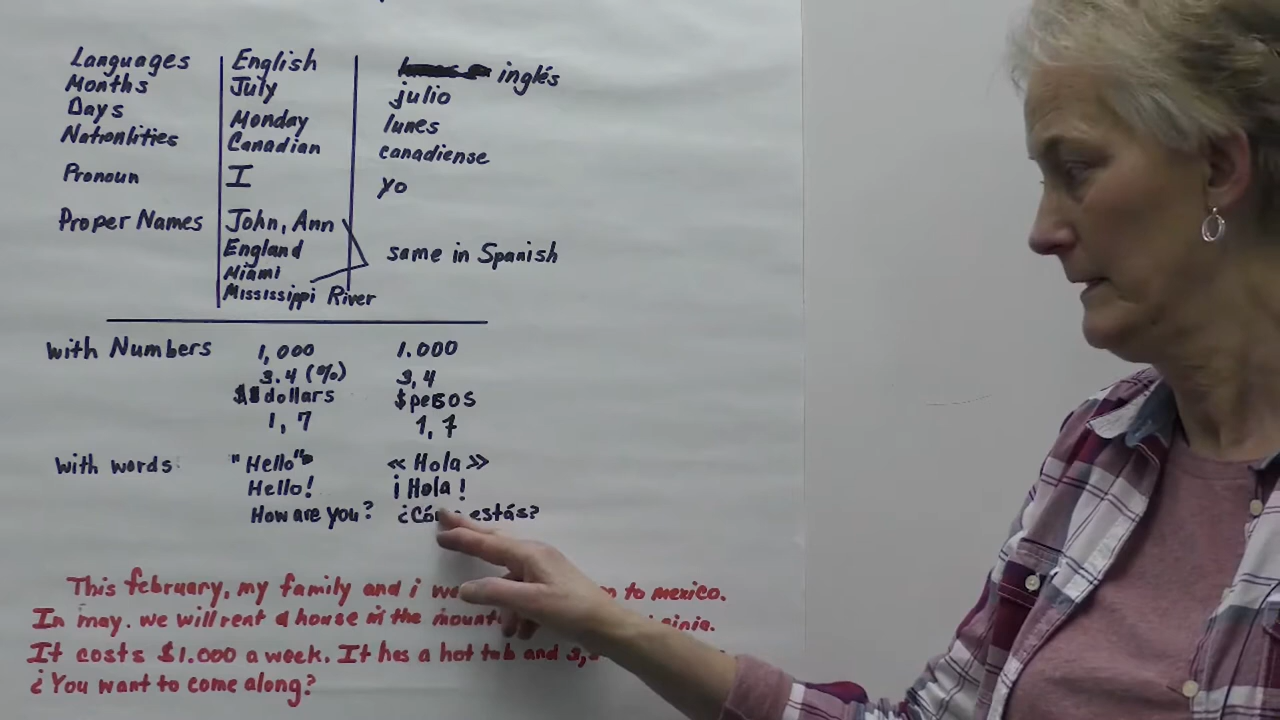 Languages English inglés
Months July julio
Days Monday lunes
Nationlities Canadian canadiense
Pronoun I yo
Proper Names John, Ann
England same in Spanish
Miami
Mississippi River
with Numbers 1,000 1.000
3.4 (%) 3,4
$ dollars $ pesos
1, 7 1, 7
with words: "Hello" « Hola »
Hello! ¡Hola!
How are you? ¿ estás?
This february, my family and i to mexico.
In may. we will rent a house in the
It costs $1.000 a week. It has a hot tub and
¿You want to come along?